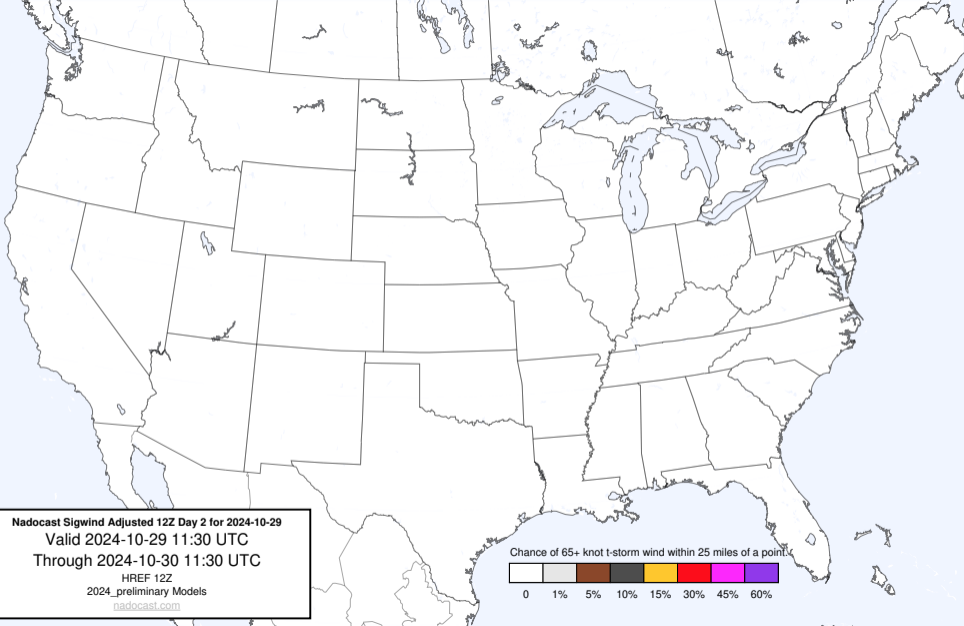 Nadocast Sigwind Adjusted 12Z Day 2 for 2024-10-29
Valid 2024-10-29 11:30 UTC
Through 2024-10-30 11:30 UTC
HREF 12Z
2024_preliminary Models
nadocast.com
Chance of 65+ knot t-storm wind within 25 miles of a point.
0 1% 5% 10% 15% 30% 45% 60%